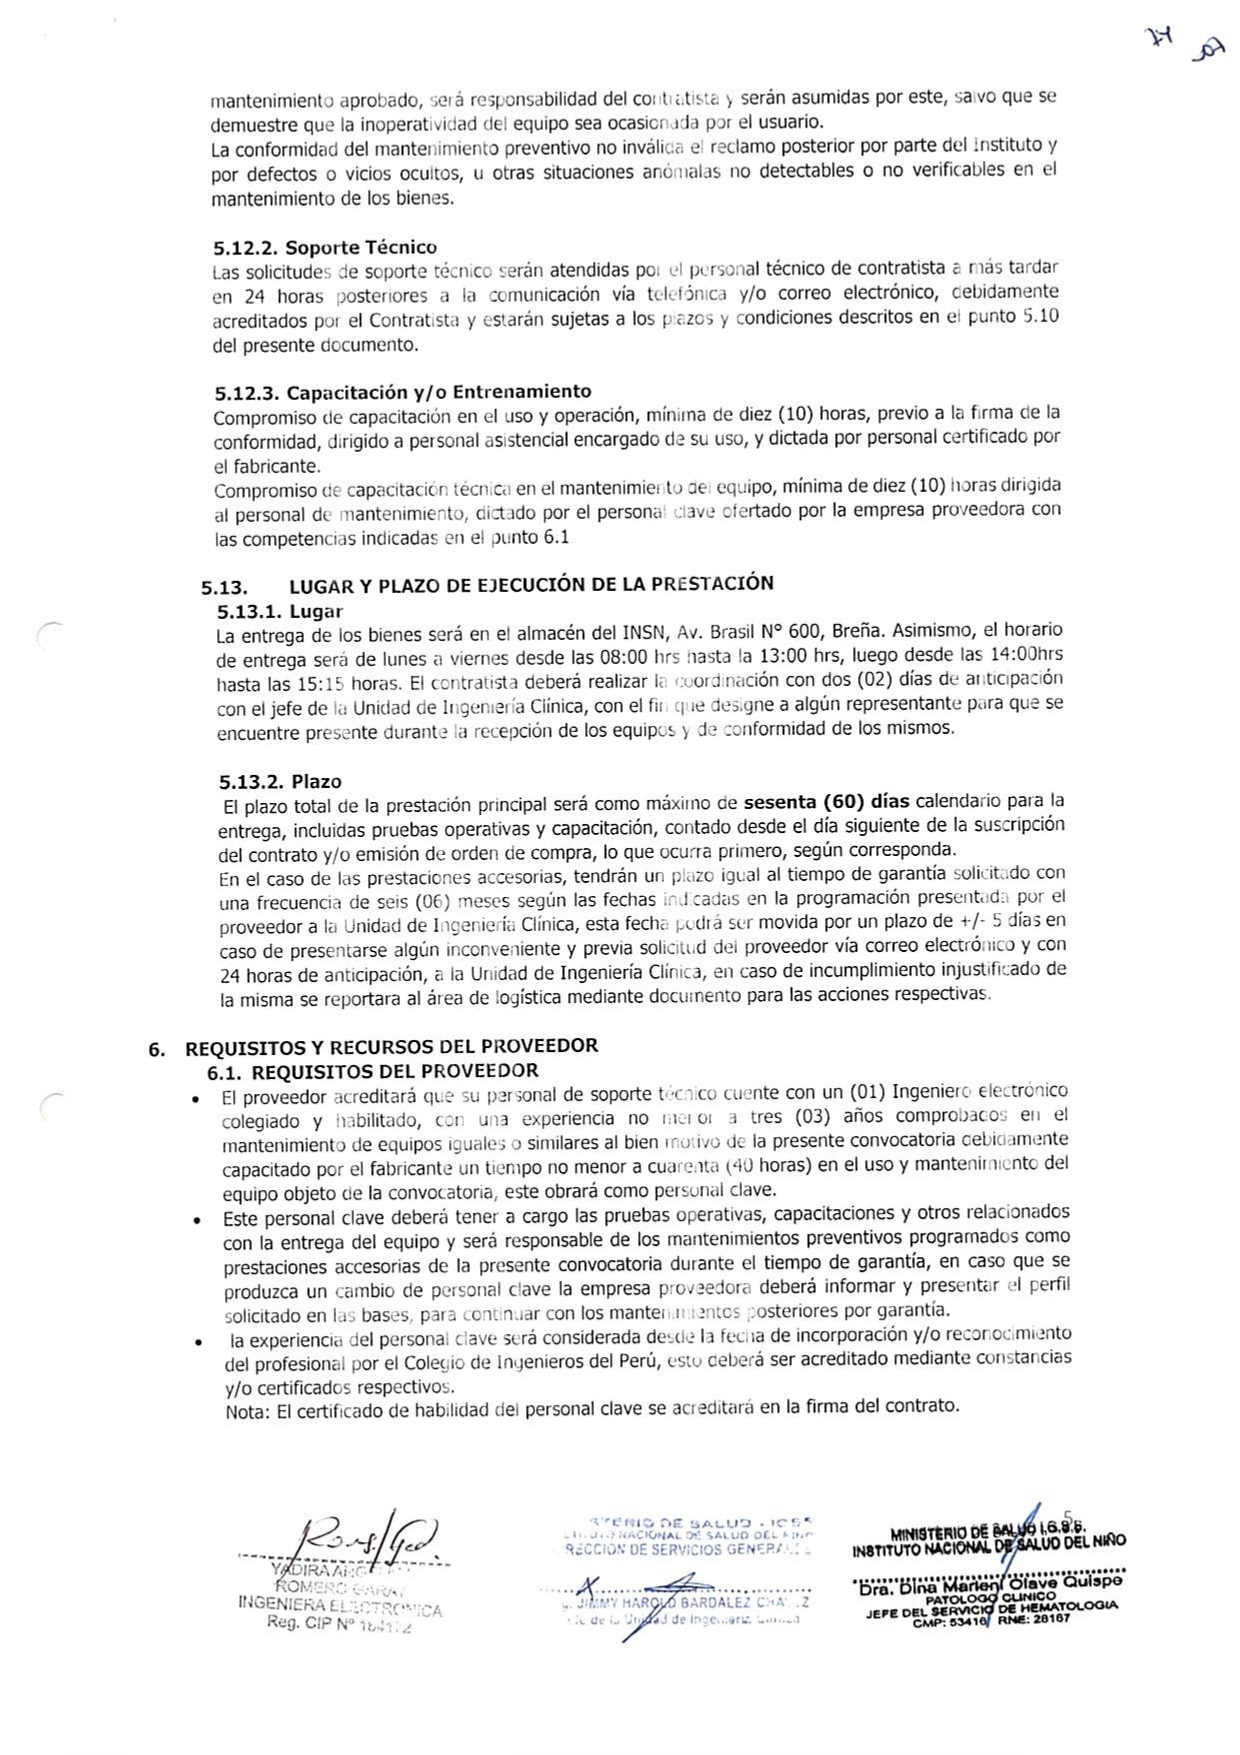 mantenimiento aprobado, será responsabilidad del contratista y serán asumidas por este, salvo que se
demuestre que la inoperatividad del equipo sea ocasionada por el usuario.
La conformidad del mantenimiento preventivo no inválida el reclamo posterior por parte del Instituto y
por defectos o vicios ocultos, u otras situaciones anómalas no detectables o no verificables en el
mantenimiento de los bienes.
5.12.2. Soporte Técnico
Las solicitudes de soporte técnico serán atendidas por el personal técnico de contratista a más tardar
en 24 horas posteriores a la comunicación vía telefónica y/o correo electrónico, debidamente
acreditados por el Contratista y estarán sujetas a los plazos y condiciones descritos en el punto 5.10
del presente documento.
5.12.3. Capacitación y/o Entrenamiento
Compromiso de capacitación en el uso y operación, mínima de diez (10) horas, previo a la firma de la
conformidad, dirigido a personal asistencial encargado de su uso, y dictada por personal certificado por
el fabricante.
Compromiso de capacitación técnica en el mantenimiento del equipo, mínima de diez (10) horas dirigida
al personal de mantenimiento, dictado por el personal clave ofertado por la empresa proveedora con
las competencias indicadas en el punto 6.1
5.13. LUGAR Y PLAZO DE EJECUCIÓN DE LA PRESTACIÓN
5.13.1. Lugar
La entrega de los bienes será en el almacén del INSN, Av. Brasil N° 600, Breña. Asimismo, el horario
de entrega será de lunes a viernes desde las 08:00 hrs hasta la 13:00 hrs, luego desde las 14:00hrs
hasta las 15:15 horas. El contratista deberá realizar la coordinación con dos (02) días de anticipación
con el jefe de la Unidad de Ingeniería Clínica, con el fin que designe a algún representante para que se
encuentre presente durante la recepción de los equipos y de conformidad de los mismos.
5.13.2. Plazo
El plazo total de la prestación principal será como máximo de sesenta (60) días calendario para la
entrega, incluidas pruebas operativas y capacitación, contado desde el día siguiente de la suscripción
del contrato y/o emisión de orden de compra, lo que ocurra primero, según corresponda.
En el caso de las prestaciones accesorias, tendrán un plazo igual al tiempo de garantía solicitado con
una frecuencia de seis (06) meses según las fechas indicadas en la programación presentada por el
proveedor a la Unidad de Ingeniería Clínica, esta fecha podrá ser movida por un plazo de +/- 5 días en
caso de presentarse algún inconveniente y previa solicitud del proveedor vía correo electrónico y con
24 horas de anticipación, a la Unidad de Ingeniería Clínica, en caso de incumplimiento injustificado de
la misma se reportara al área de logística mediante documento para las acciones respectivas.
6. REQUISITOS Y RECURSOS DEL PROVEEDOR
6.1. REQUISITOS DEL PROVEEDOR
• El proveedor acreditará que su personal de soporte técnico cuente con un (01) Ingeniero electrónico
colegiado y habilitado, con una experiencia no menor a tres (03) años comprobados en el
mantenimiento de equipos iguales o similares al bien motivo de la presente convocatoria debidamente
capacitado por el fabricante un tiempo no menor a cuarenta (40 horas) en el uso y mantenimiento del
equipo objeto de la convocatoria, este obrará como personal clave.
• Este personal clave deberá tener a cargo las pruebas operativas, capacitaciones y otros relacionados
con la entrega del equipo y será responsable de los mantenimientos preventivos programados como
prestaciones accesorias de la presente convocatoria durante el tiempo de garantía, en caso que se
produzca un cambio de personal clave la empresa proveedora deberá informar y presentar el perfil
solicitado en las bases, para continuar con los mantenimientos posteriores por garantía.
• la experiencia del personal clave será considerada desde la fecha de incorporación y/o reconocimiento
del profesional por el Colegio de Ingenieros del Perú, esto deberá ser acreditado mediante constancias
y/o certificados respectivos.
Nota: El certificado de habilidad del personal clave se acreditará en la firma del contrato.
5
YADIRA
ROMERO
INGENIERA ELECTRONICA
Reg. CIP Nº
DE SALUD
NACIONAL DE SALUD DEL
DE SERVICIOS
JIMMY HAROLD BARDALEZ
de la Unidad de
MINISTERIO DE SALUD I.G.S.S.
INSTITUTO NACIONAL DE SALUD DEL NIÑO
Dra. Dina Marleni Olave Quispe
PATOLOGO CLINICO
JEFE DEL SERVICIO DE HEMATOLOGIA
CMP: 53416 RNE: 28167